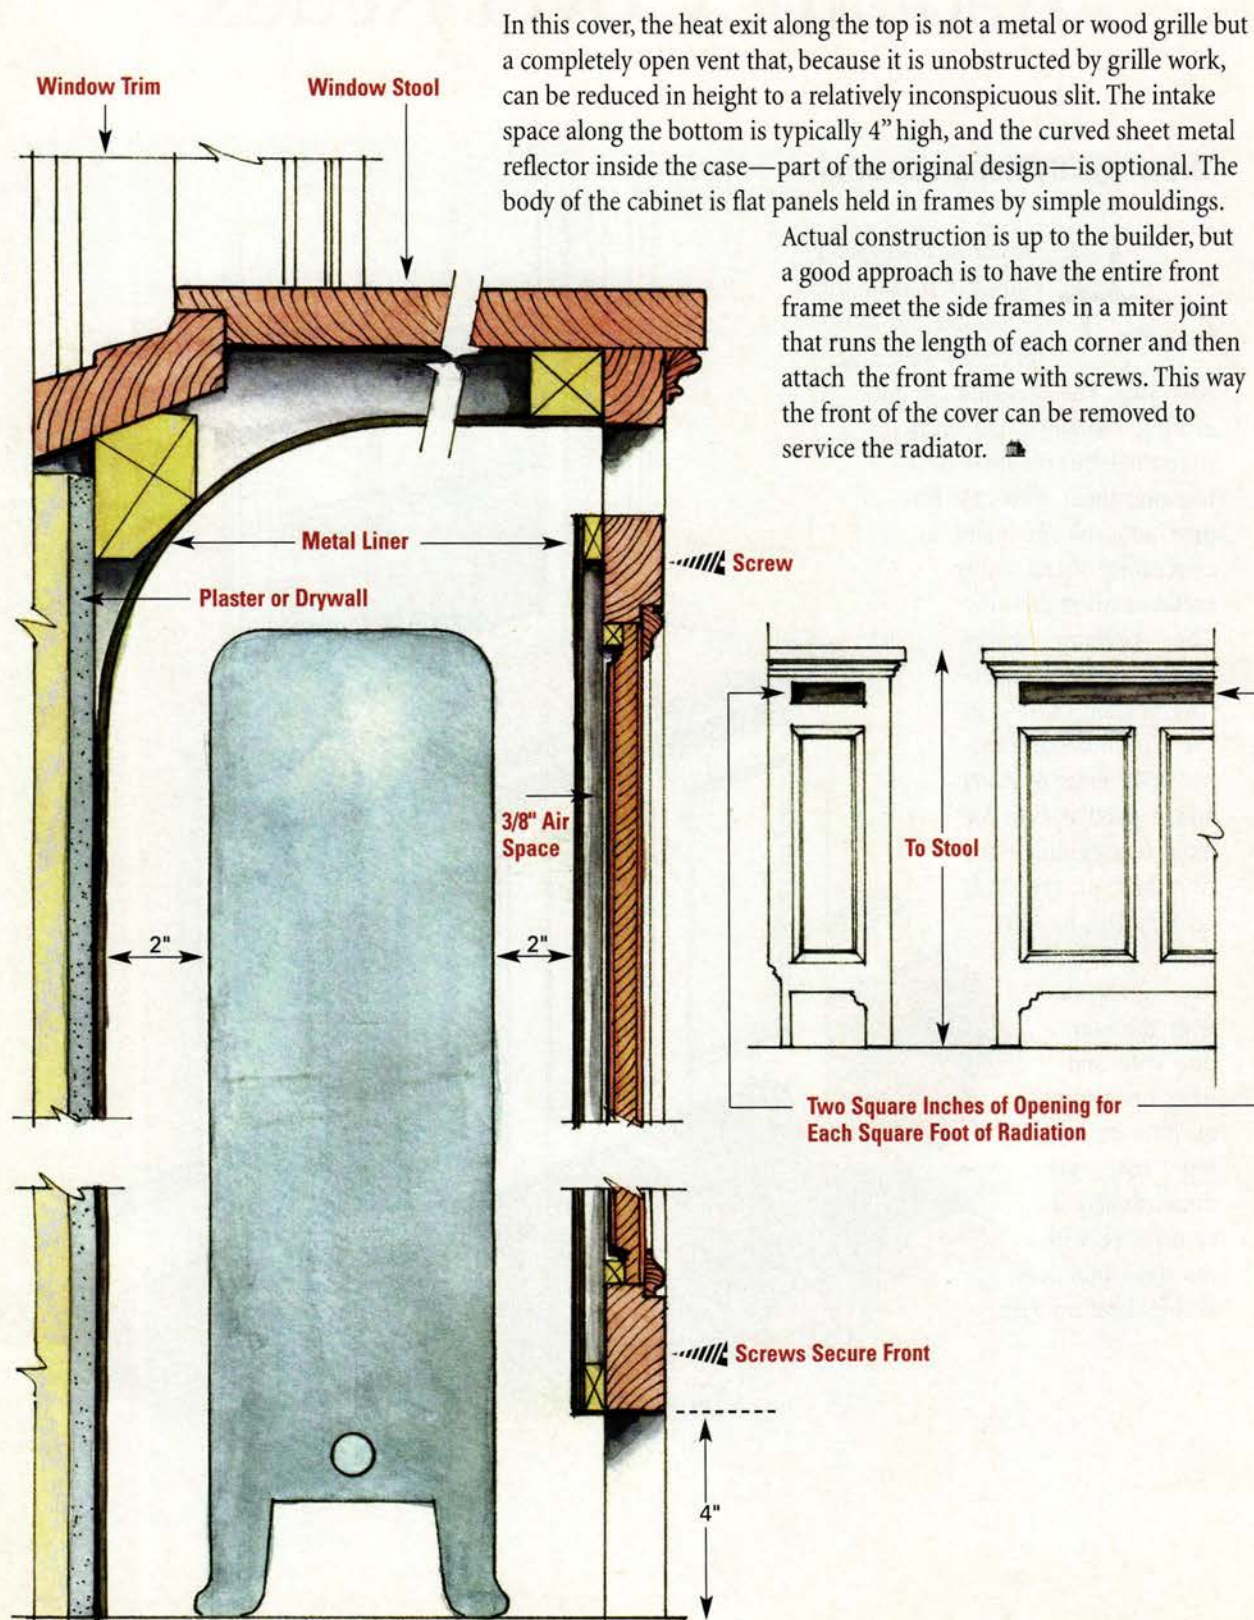 In this cover, the heat exit along the top is not a metal or wood grille but
a completely open vent that, because it is unobstructed by grille work,
can be reduced in height to a relatively inconspicuous slit. The intake
space along the bottom is typically 4” high, and the curved sheet metal
reflector inside the case—part of the original design—is optional. The
body of the cabinet is flat panels held in frames by simple mouldings.
Actual construction is up to the builder, but
a good approach is to have the entire front
frame meet the side frames in a miter joint
that runs the length of each corner and then
attach the front frame with screws. This way
the front of the cover can be removed to
service the radiator.
Window Trim
Window Stool
Metal Liner
Screw
Plaster or Drywall
3/8" Air
Space
To Stool
2"
2"
Two Square Inches of Opening for
Each Square Foot of Radiation
Screws Secure Front
4"